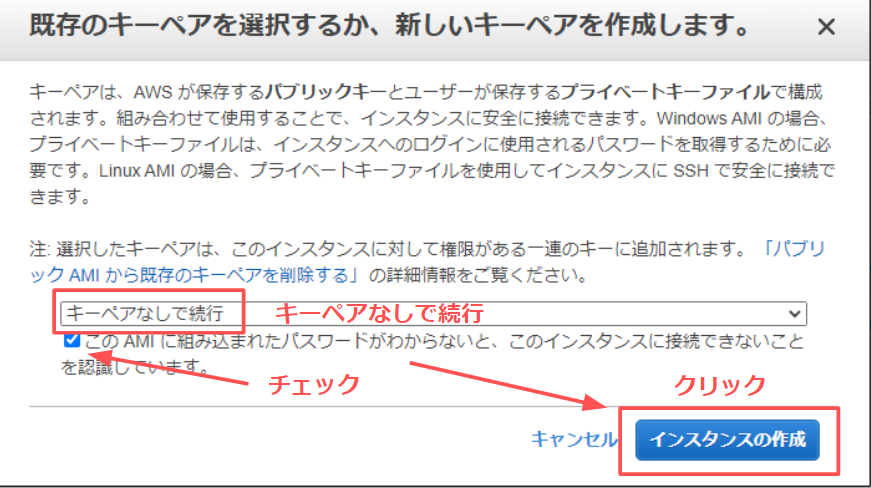 既存のキーペアを選択するか、新しいキーペアを作成します。 ×
キーペアは、AWS が保存するパブリックキーとユーザーが保存するプライベートキーファイルで構成
されます。組み合わせて使用することで、インスタンスに安全に接続できます。Windows AMI の場合、
プライベートキーファイルは、インスタンスへのログインに使用されるパスワードを取得するために必
要です。Linux AMI の場合、プライベートキーファイルを使用してインスタンスに SSH で安全に接続で
きます。
注: 選択したキーペアは、このインスタンスに対して権限がある一連のキーに追加されます。「パブリ
ック AMI から既存のキーペアを削除する」の詳細情報をご覧ください。
キーペアなしで続行 キーペアなしで続行
この AMI に組み込まれたパスワードがわからないと、このインスタンスに接続できないこと
を認識しています。
チェック クリック
キャンセル インスタンスの作成